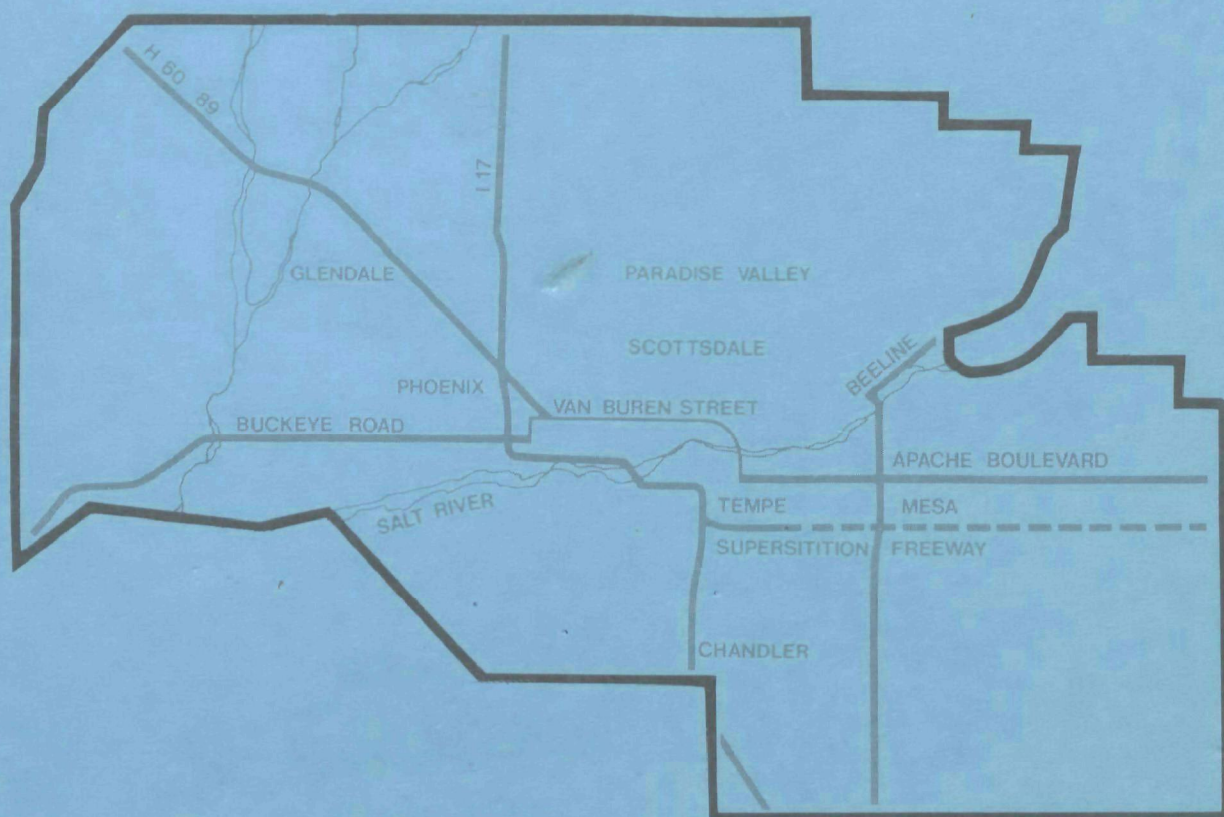 H 60 89
I 17
GLENDALE
PARADISE VALLEY
SCOTTSDALE
BEELINE
PHOENIX
VAN BUREN STREET
BUCKEYE ROAD
APACHE BOULEVARD
SALT RIVER
TEMPE
MESA
SUPERSITITION FREEWAY
CHANDLER